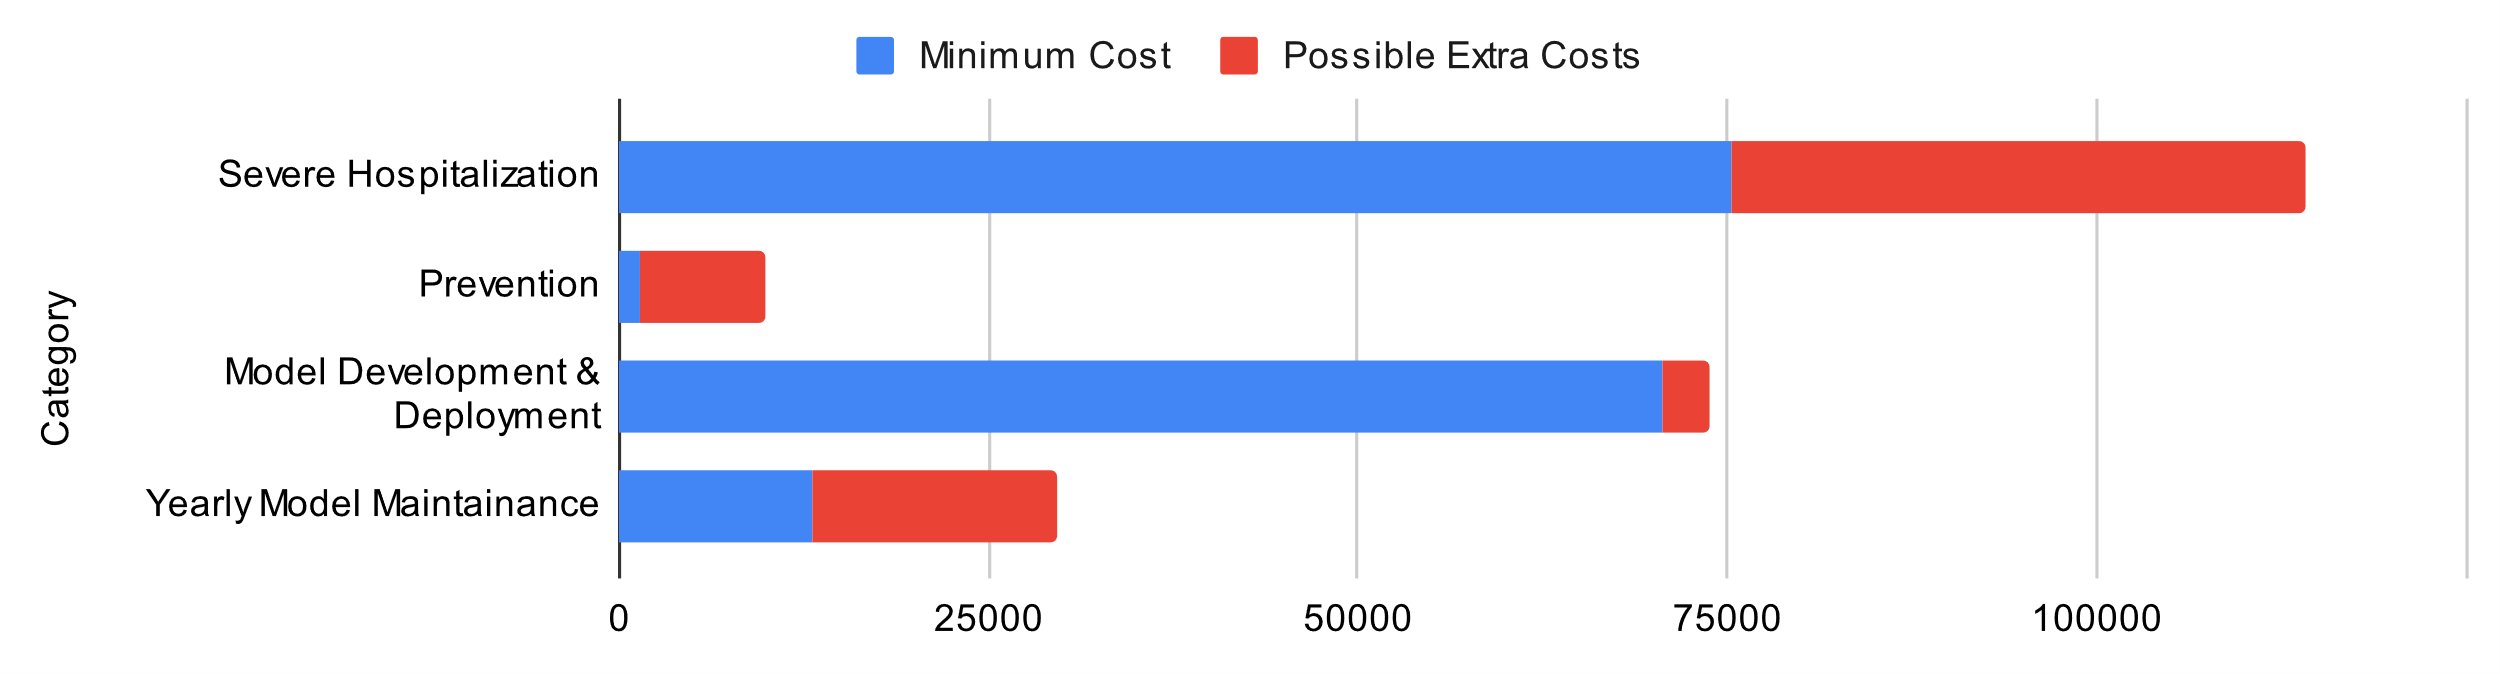 Minimum Cost
Possible Extra Costs
Category
Severe Hospitalization
Prevention
Model Development &
Deployment
Yearly Model Maintainance
0
25000
50000
75000
100000